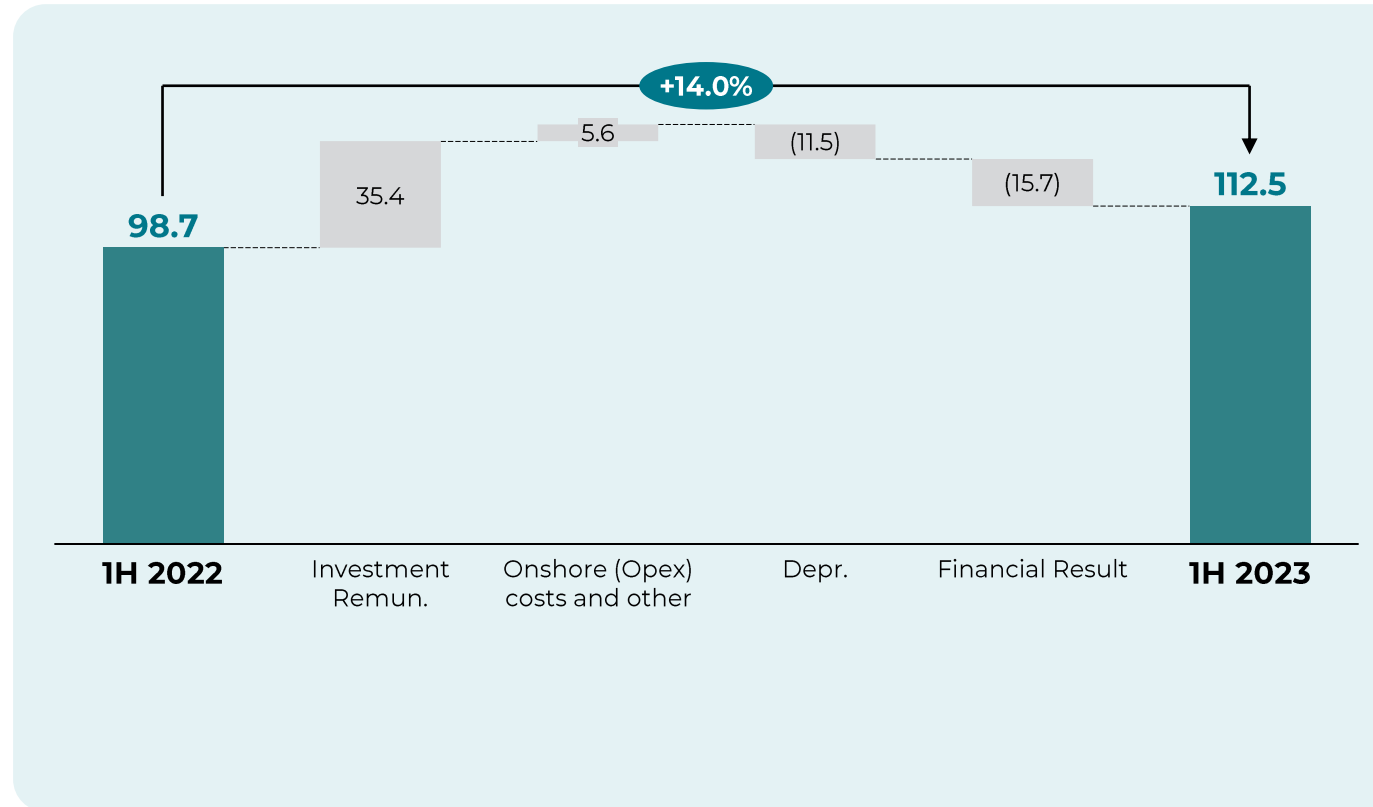 +14.0%
98.7
35.4
5.6
(11.5)
(15.7)
112.5
1H 2022
Investment
Remun.
Onshore (Opex)
costs and other
Depr.
Financial Result
1H 2023